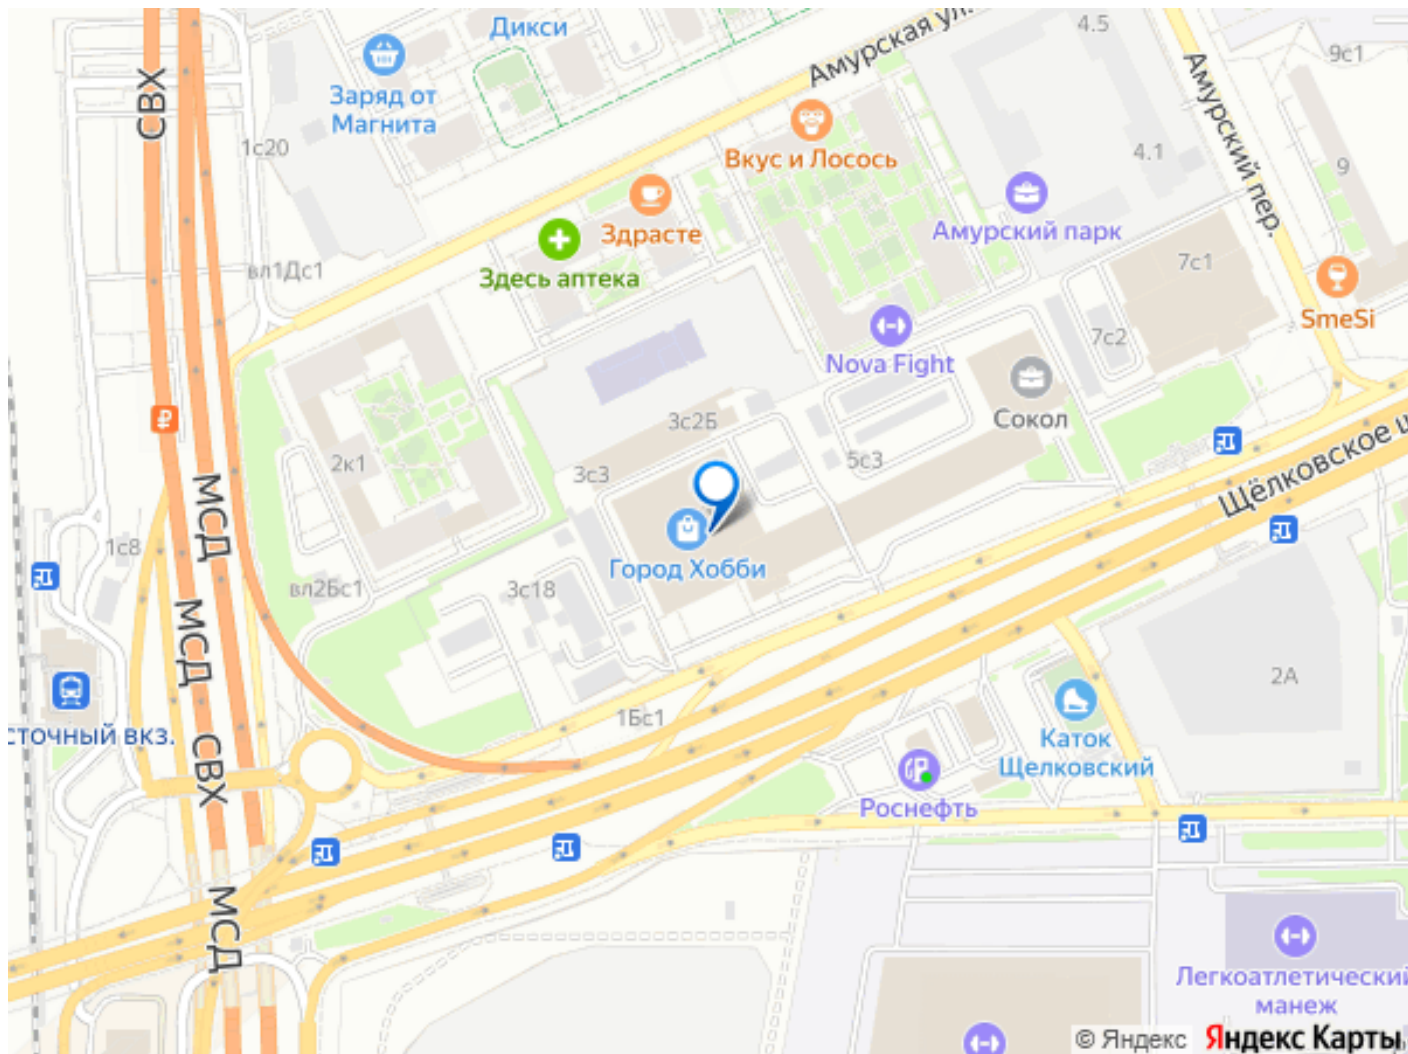 Дикси
Амурская ул.
4.5
9с1
СВХ
Заряд от
Магнита
1с20
Амурский пер.
Вкус и Лосось
4.1
9
Здрасте
Амурский парк
Здесь аптека
вл1Дс1
7с1
SmeSi
7с2
Nova Fight
Сокол
3с2Б
2к1
3с3
5с3
МСД
Щёлковское ш
1с8
Город Хобби
вл2Бс1
3с18
МСД
2А
1Бс1
сточный вкз.
СВХ
Каток
Щелковский
Роснефть
МСД
Легкоатлетический
манеж
© Яндекс Яндекс Карты